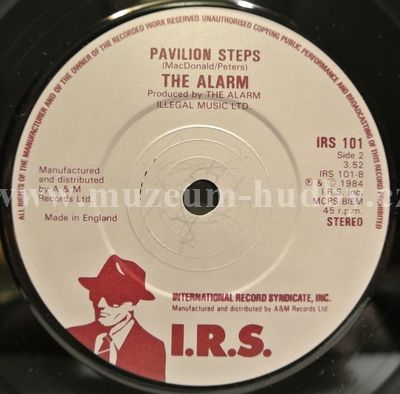 ALL RIGHTS OF THE MANUFACTURER AND OF THE OWNER OF THE RECORDED WORK RESERVED. UNAUTHORISED COPYING PUBLIC PERFORMANCE AND BROADCASTING OF THIS RECORD PROHIBITED
PAVILION STEPS
(MacDonald/Peters)
THE ALARM
Produced by THE ALARM
ILLEGAL MUSIC LTD.
IRS 101
Side 2
3.52
IRS 101-B
℗ & © 1984
I.R.S., Inc.
MCPS/BIEM
45 r.p.m.
STEREO
Manufactured
and distributed
by A & M
Records Ltd.
Made in England
www.muzeum-hudby.cz
INTERNATIONAL RECORD SYNDICATE, INC.
Manufactured and distributed by A&M Records Ltd.
I.R.S.